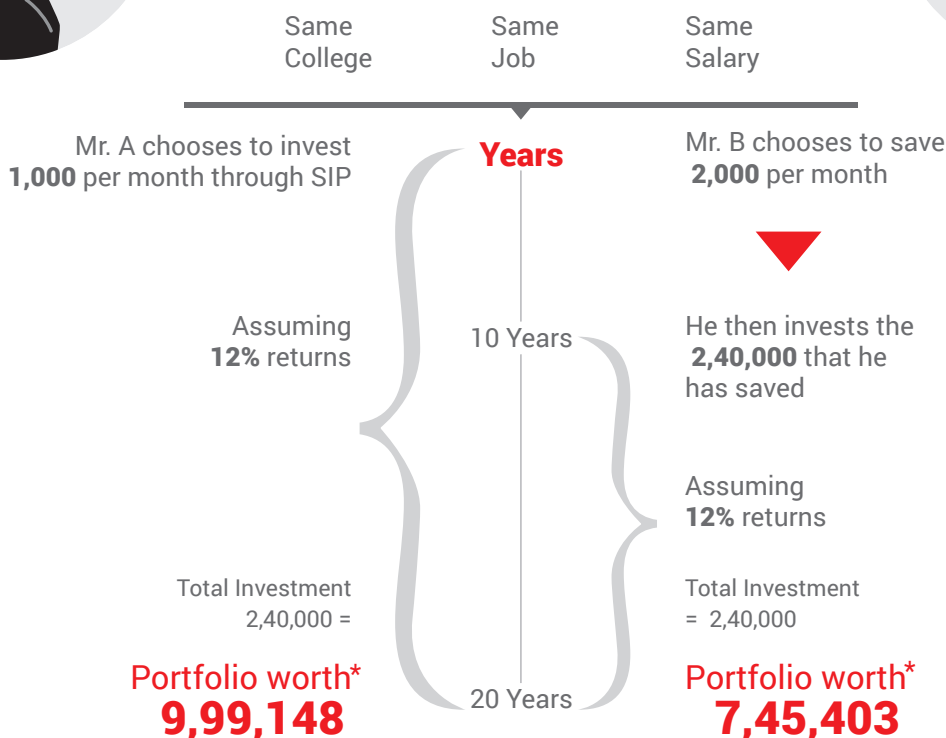 Same
College
Same
Job
Same
Salary
Mr. A chooses to invest
1,000 per month through SIP
Years
Mr. B chooses to save
2,000 per month
Assuming
12% returns
10 Years
He then invests the
2,40,000 that he
has saved
Assuming
12% returns
Total Investment
2,40,000 =
Total Investment
= 2,40,000
Portfolio worth*
9,99,148
20 Years
Portfolio worth*
7,45,403